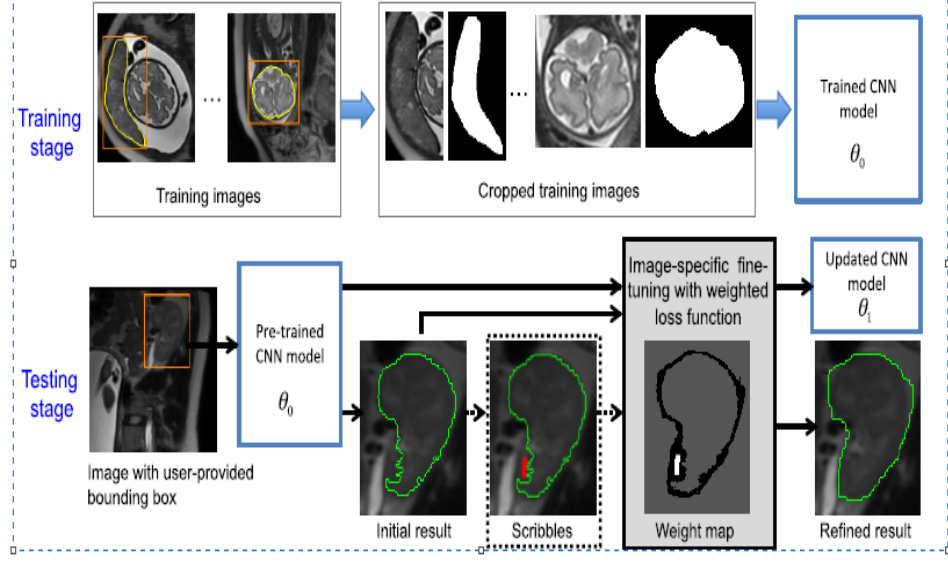 Training
stage
...
Training images
...
Cropped training images
Trained CNN
model
θ₀
Testing
stage
Image with user-provided
bounding box
Pre-trained
CNN model
θ₀
Initial result
Scribbles
Image-specific fine-
tuning with weighted
loss function
Weight map
Updated CNN
model
θ₁
Refined result